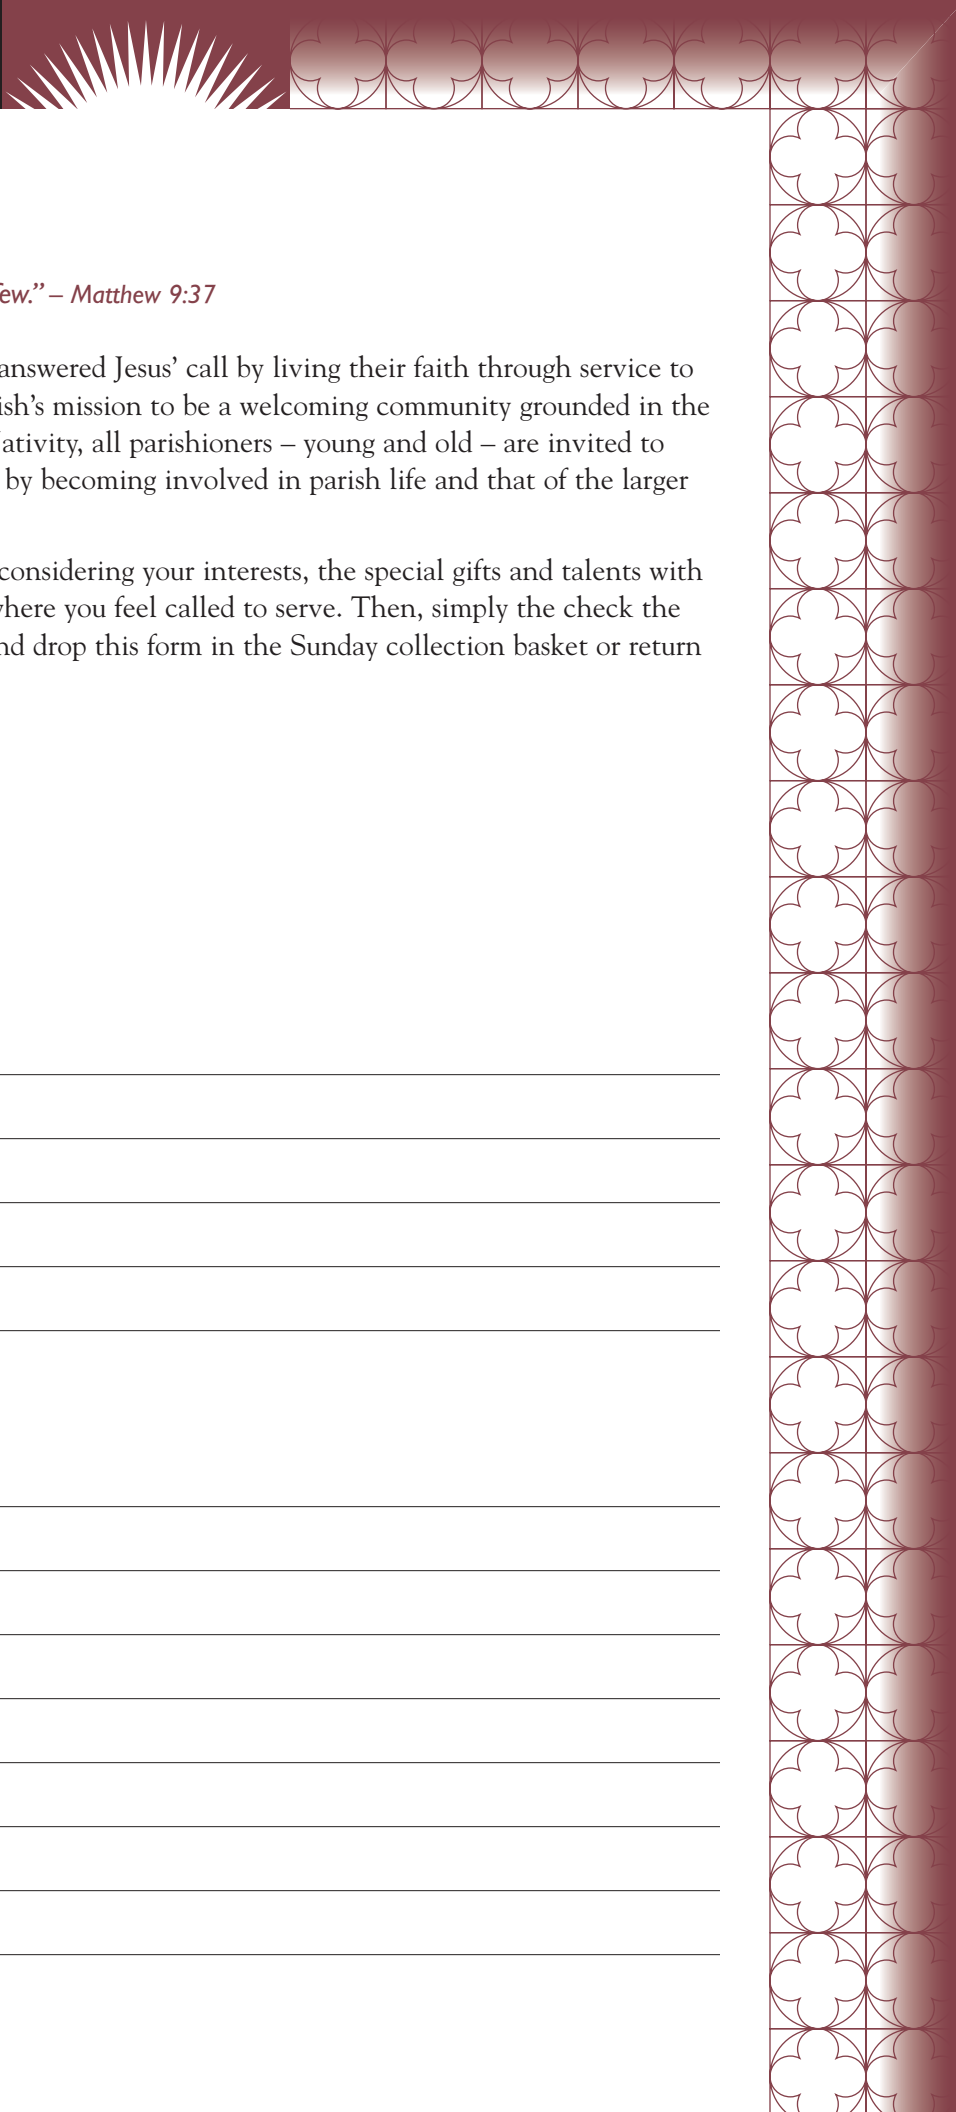 few.” – Matthew 9:37
answered Jesus’ call by living their faith through service to
ish’s mission to be a welcoming community grounded in the
ativity, all parishioners – young and old – are invited to
by becoming involved in parish life and that of the larger
considering your interests, the special gifts and talents with
where you feel called to serve. Then, simply the check the
nd drop this form in the Sunday collection basket or return